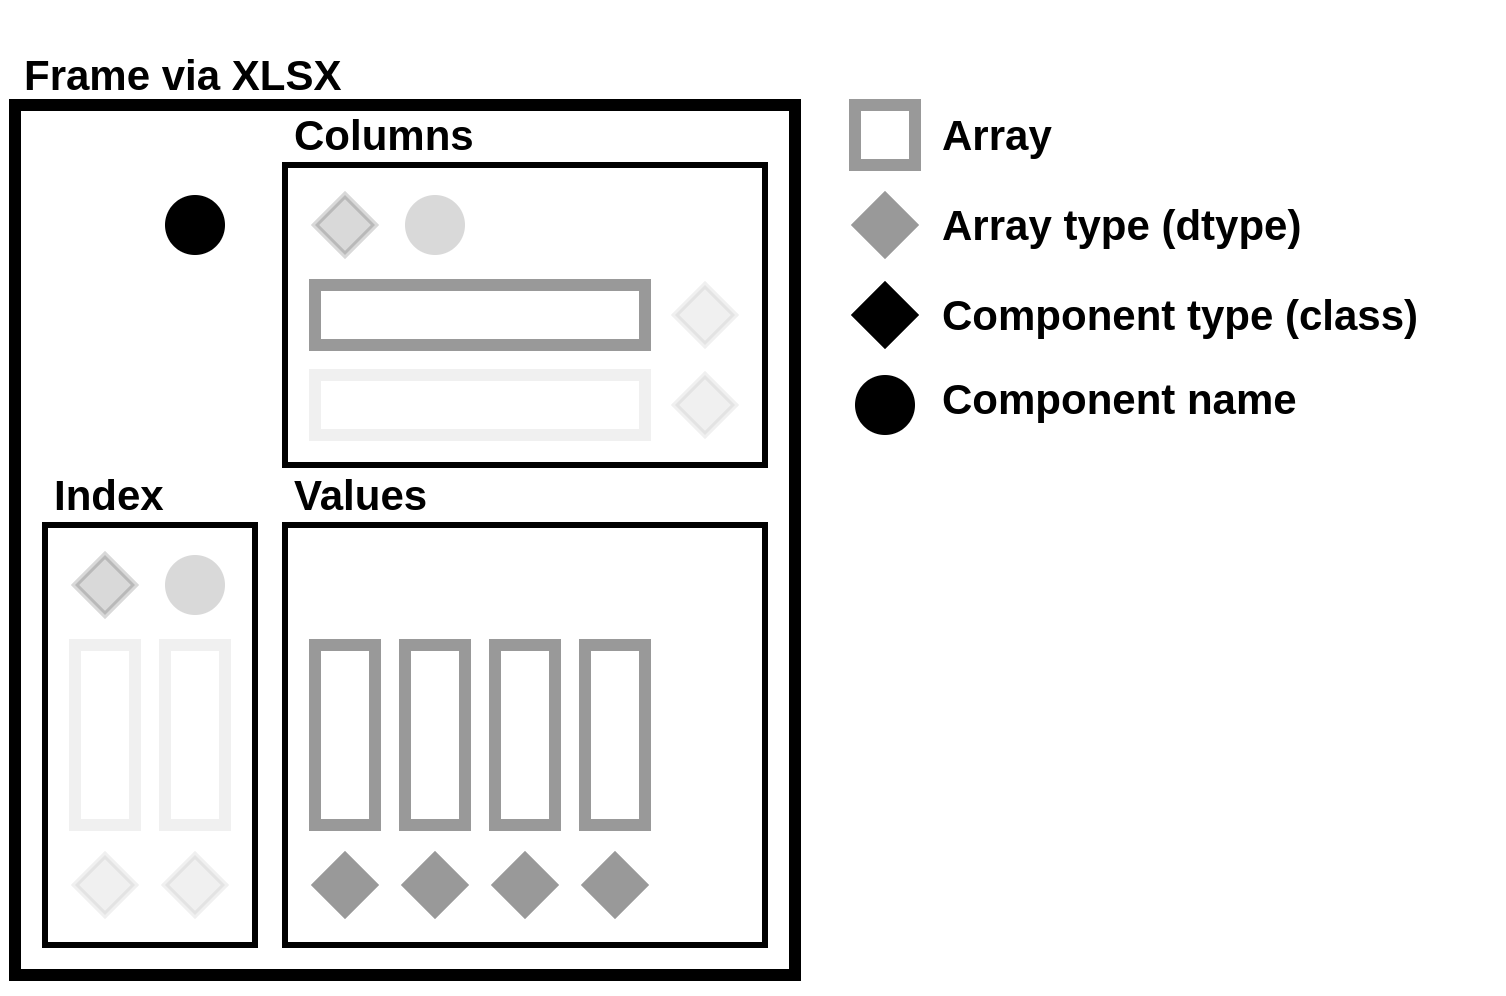 Frame via XLSX
Columns
Index
Values
Array
Array type (dtype)
Component type (class)
Component name